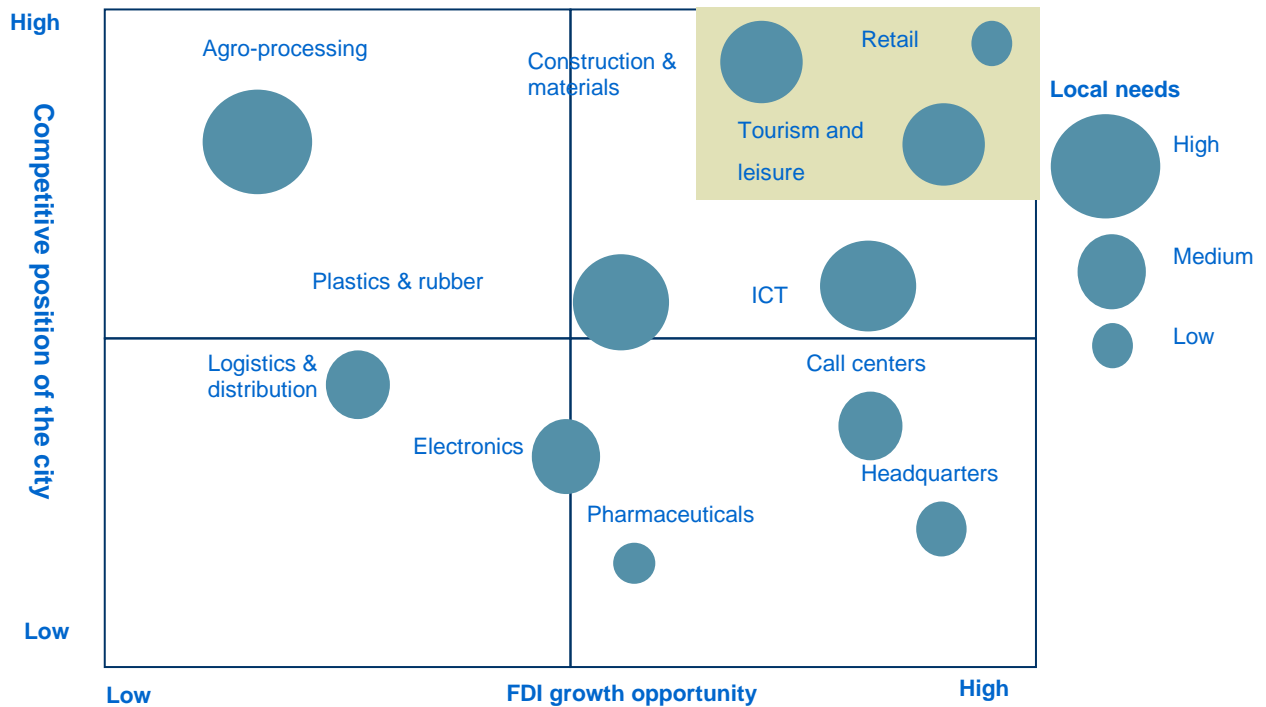 High
Agro-processing
Construction &
materials
Retail
Local needs
High
Tourism and
leisure
Competitive position of the city
Medium
Plastics & rubber
ICT
Low
Logistics &
distribution
Call centers
Electronics
Headquarters
Pharmaceuticals
Low
Low
FDI growth opportunity
High